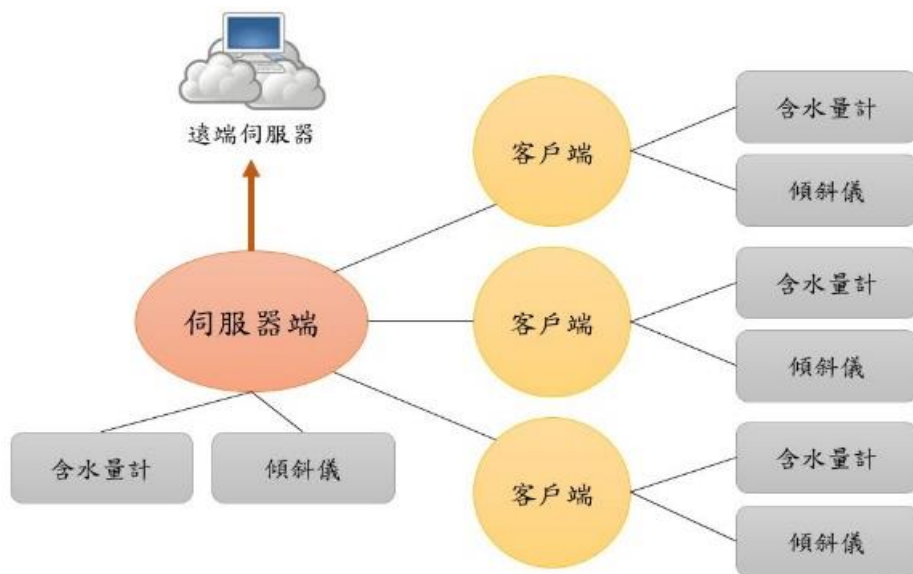 遠端伺服器
伺服器端
含水量計
傾斜儀
客戶端
含水量計
傾斜儀
客戶端
含水量計
傾斜儀
客戶端
含水量計
傾斜儀